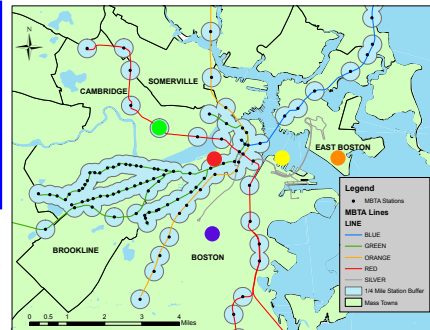 N
SOMERVILLE
CAMBRIDGE
EAST BOSTON
BROOKLINE
BOSTON
Legend
MBTA Stations
MBTA Lines
LINE
BLUE
GREEN
ORANGE
RED
SILVER
1/4 Mile Station Buffer
Mass Towns
0 0.5 1 2 3 4
Miles